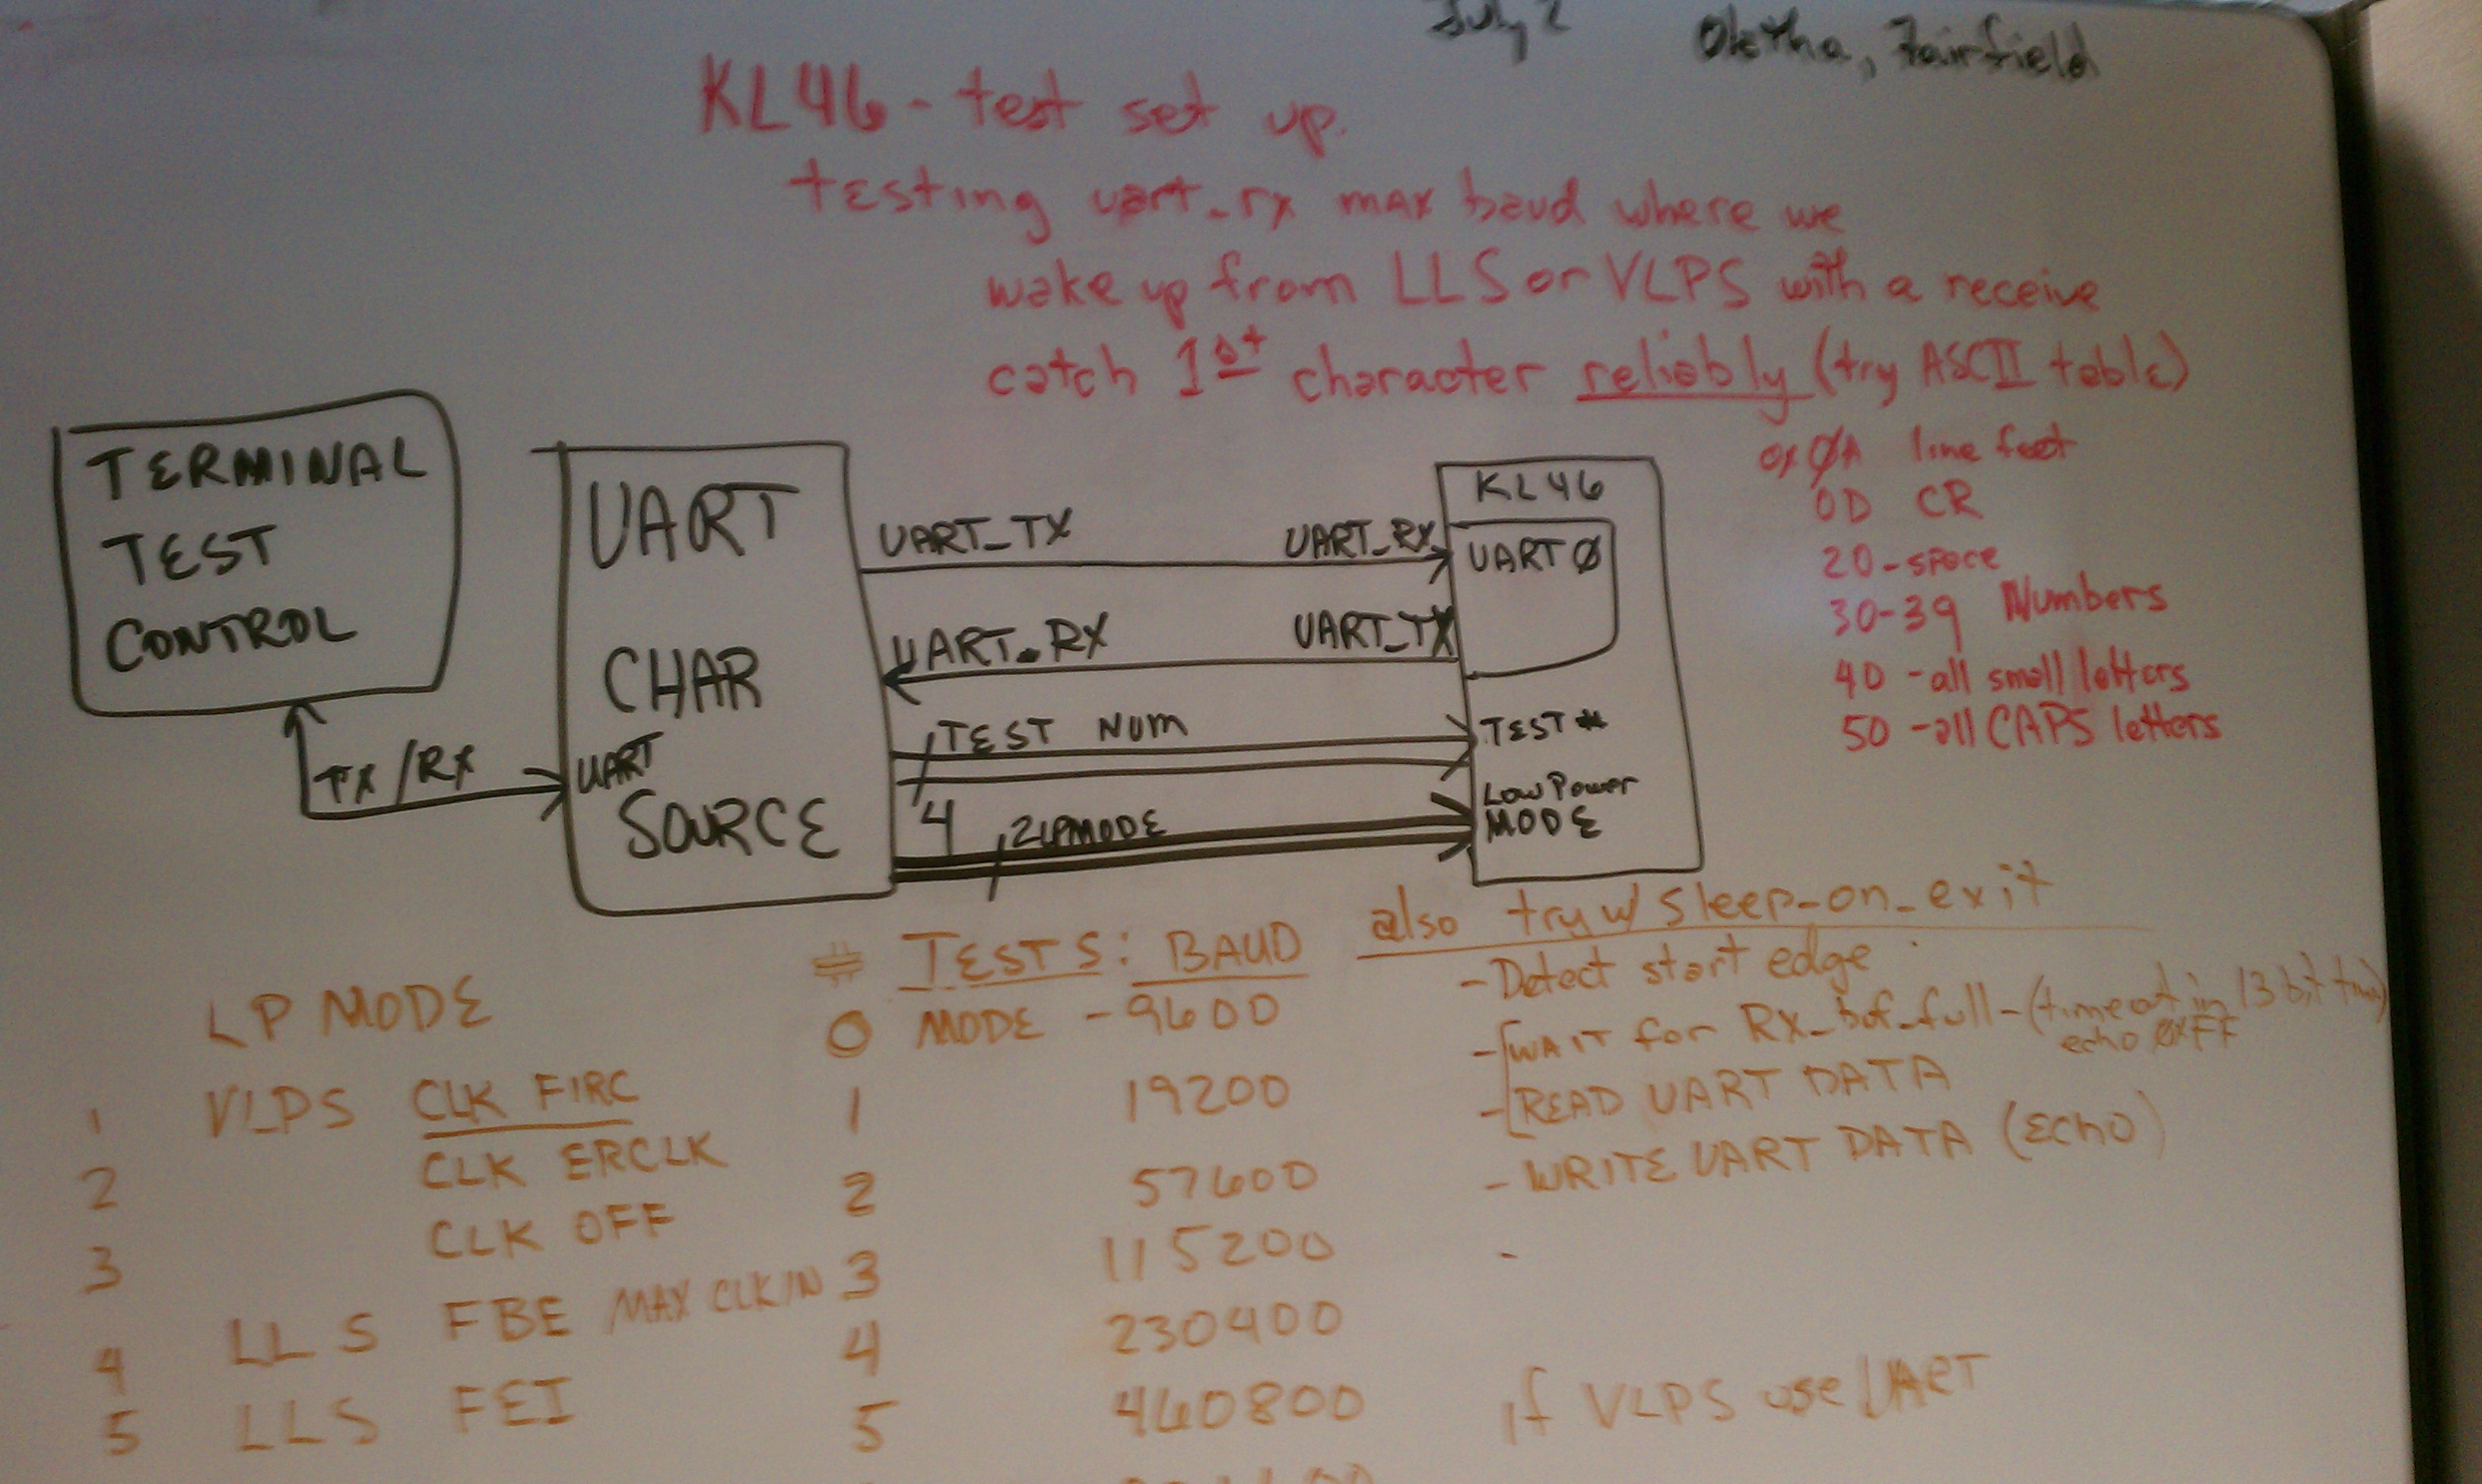 July 2
Olatha, Fairfield
KL46 - test set up.
testing uart_rx max baud where we
wake up from LLS or VLPS with a receive
catch 1st character reliably (try ASCII table)
0x0A line feet
0D CR
20 - space
30-39 Numbers
40 - all small letters
50 - all CAPS letters
TERMINAL
TEST
CONTROL
TX/RX
UART
CHAR
UART
SOURCE
UART_TX
UART_RX
UART_RX
UART_TX
TEST NUM
4
2 LPMODE
KL46
UART0
TEST #
Low Power
MODE
LP MODE
1 VLPS CLK FIRC
2 CLK ERCLK
3 CLK OFF
4 LLS FBE MAX CLKIN
5 LLS FEI
# TESTS: BAUD
0 MODE - 9600
1 19200
2 57600
3 115200
4 230400
5 460800
also try w/ sleep_on_exit
- Detect start edge
- WAIT for Rx_buf_full - (timeout in 13 bit time)
echo 0xFF
- READ UART DATA
- WRITE UART DATA (Echo)
-
if VLPS use UART